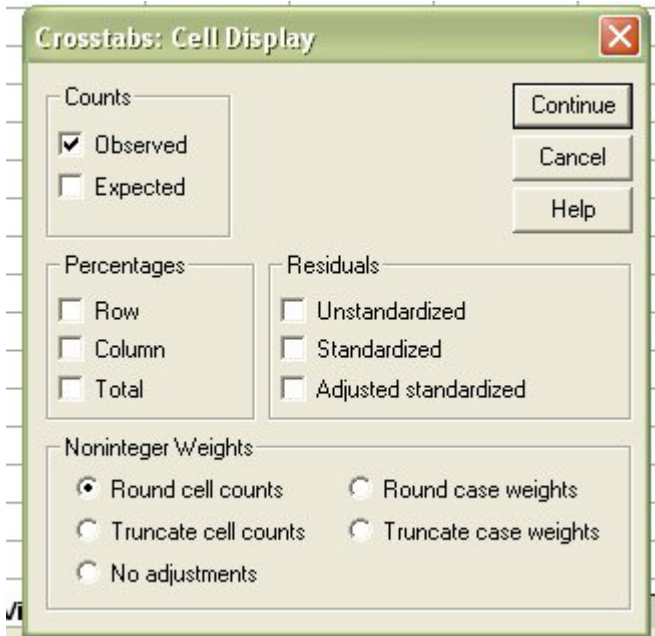 Crosstabs: Cell Display
Counts
Observed
Expected
Continue
Cancel
Help
Percentages
Row
Column
Total
Residuals
Unstandardized
Standardized
Adjusted standardized
Noninteger Weights
Round cell counts
Round case weights
Truncate cell counts
Truncate case weights
No adjustments
Vi